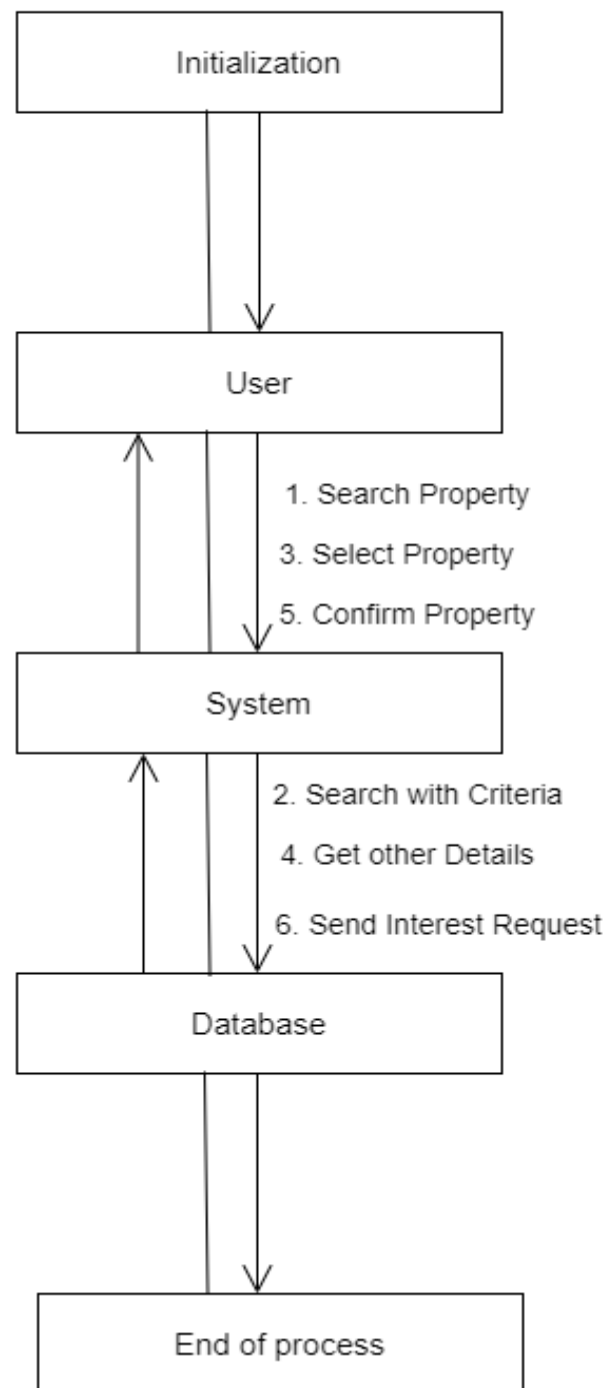 Initialization
User
1. Search Property
3. Select Property
5. Confirm Property
System
2. Search with Criteria
4. Get other Details
6. Send Interest Request
Database
End of process